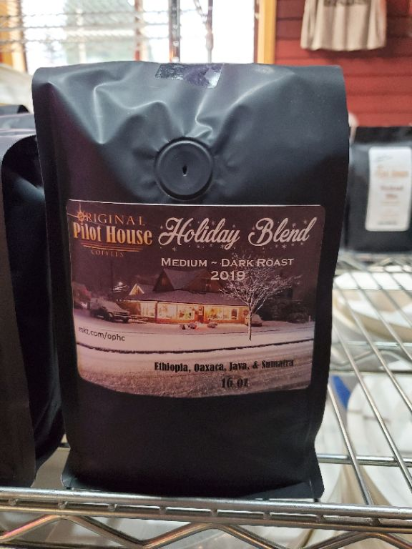 ORIGINAL
Pilot House
COFFEES
Holiday Blend
MEDIUM ~ DARK ROAST
2019
Ethiopia, Oaxaca, Java, & Sumatra
16 oz